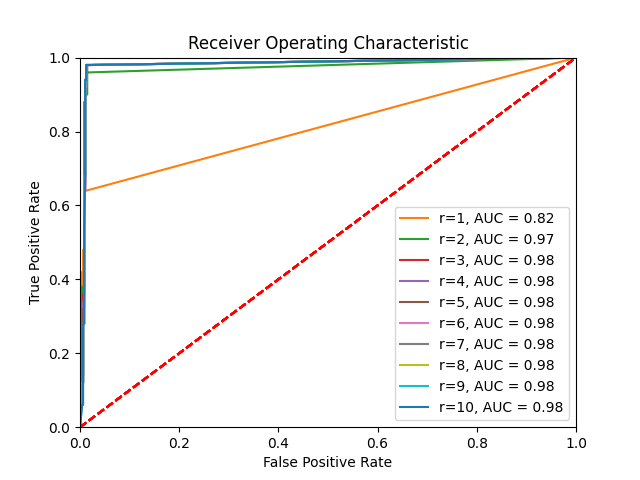 Receiver Operating Characteristic
True Positive Rate
1.0
0.8
0.6
0.4
0.2
0.0
r=1, AUC = 0.82
r=2, AUC = 0.97
r=3, AUC = 0.98
r=4, AUC = 0.98
r=5, AUC = 0.98
r=6, AUC = 0.98
r=7, AUC = 0.98
r=8, AUC = 0.98
r=9, AUC = 0.98
r=10, AUC = 0.98
0.0 0.2 0.4 0.6 0.8 1.0
False Positive Rate